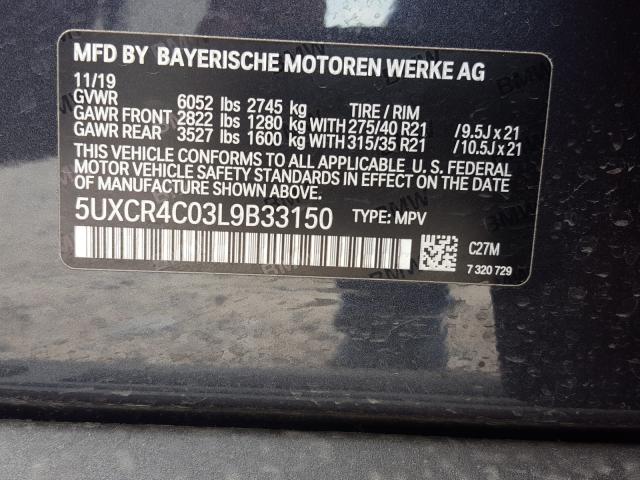 MFD BY BAYERISCHE MOTOREN WERKE AG
11/19
GVWR 6052 lbs 2745 kg TIRE / RIM
GAWR FRONT 2822 lbs 1280 kg WITH 275/40 R21 / 9.5J x 21
GAWR REAR 3527 lbs 1600 kg WITH 315/35 R21 / 10.5J x 21
THIS VEHICLE CONFORMS TO ALL APPLICABLE U. S. FEDERAL
MOTOR VEHICLE SAFETY STANDARDS IN EFFECT ON THE
DATE OF MANUFACTURE SHOWN ABOVE.
5UXCR4C03L9B33150 TYPE: MPV
C27M
7 320 729